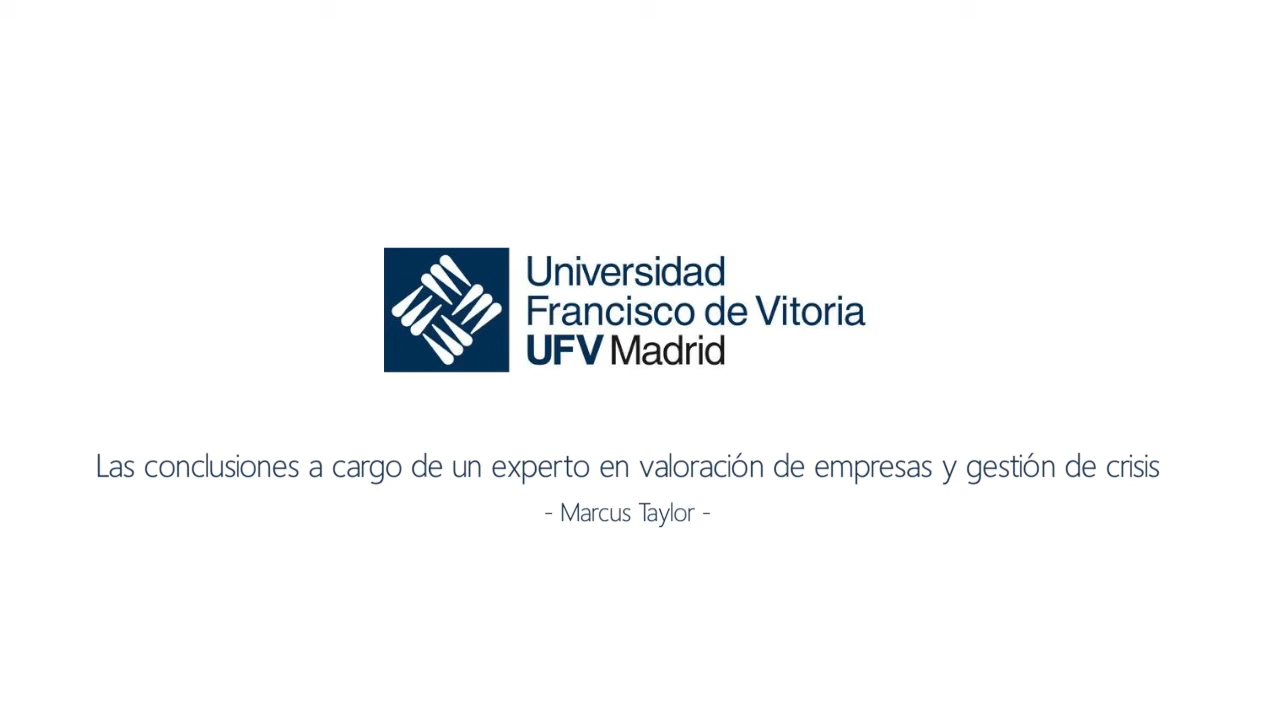 Universidad
Francisco de Vitoria
UFV Madrid
Las conclusiones a cargo de un experto en valoración de empresas y gestión de crisis
- Marcus Taylor -